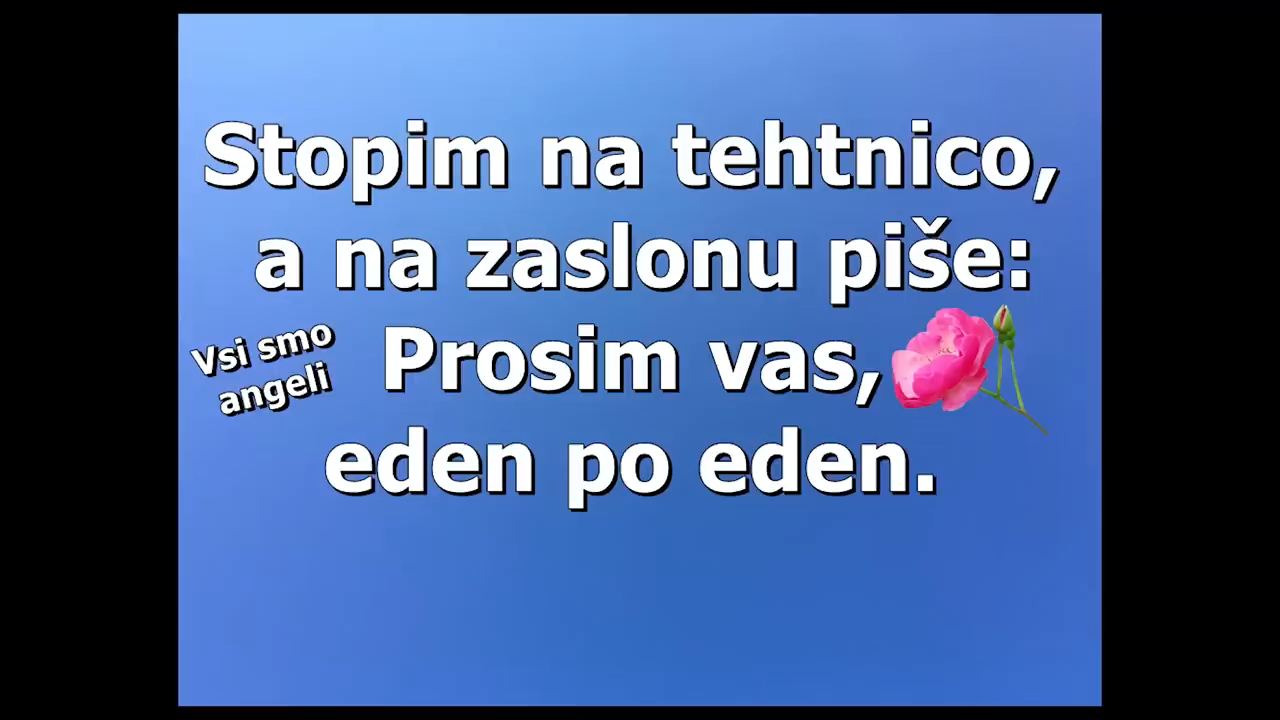 Stopim na tehtnico,
a na zaslonu piše:
Prosim vas,
eden po eden.
Vsi smo
angeli